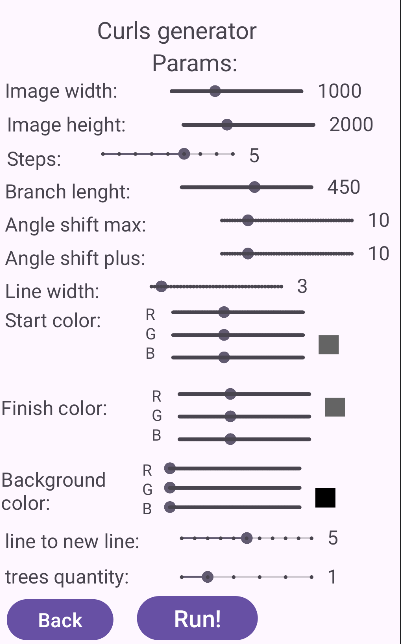 Curls generator
Params:
Image width: 1000
Image height: 2000
Steps: 5
Branch lenght: 450
Angle shift max: 10
Angle shift plus: 10
Line width: 3
Start color:
R
G
B
Finish color:
R
G
B
Background
color:
R
G
B
line to new line: 5
trees quantity: 1
Back Run!